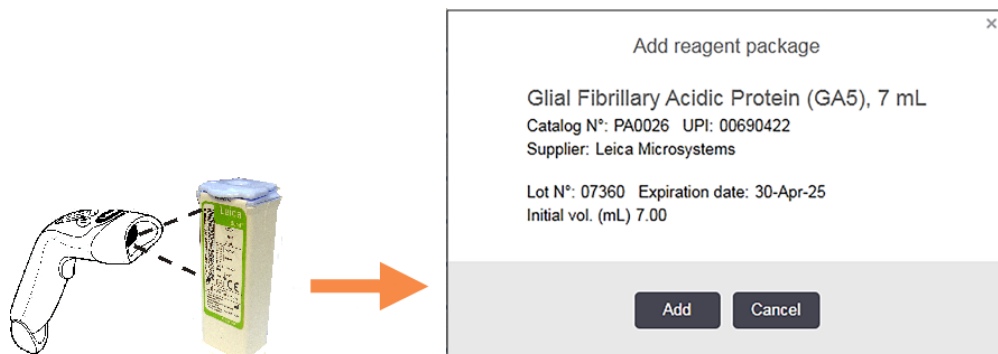 Leica
×
Add reagent package
Glial Fibrillary Acidic Protein (GA5), 7 mL
Catalog N°: PA0026 UPI: 00690422
Supplier: Leica Microsystems
Lot N°: 07360 Expiration date: 30-Apr-25
Initial vol. (mL) 7.00
Add
Cancel